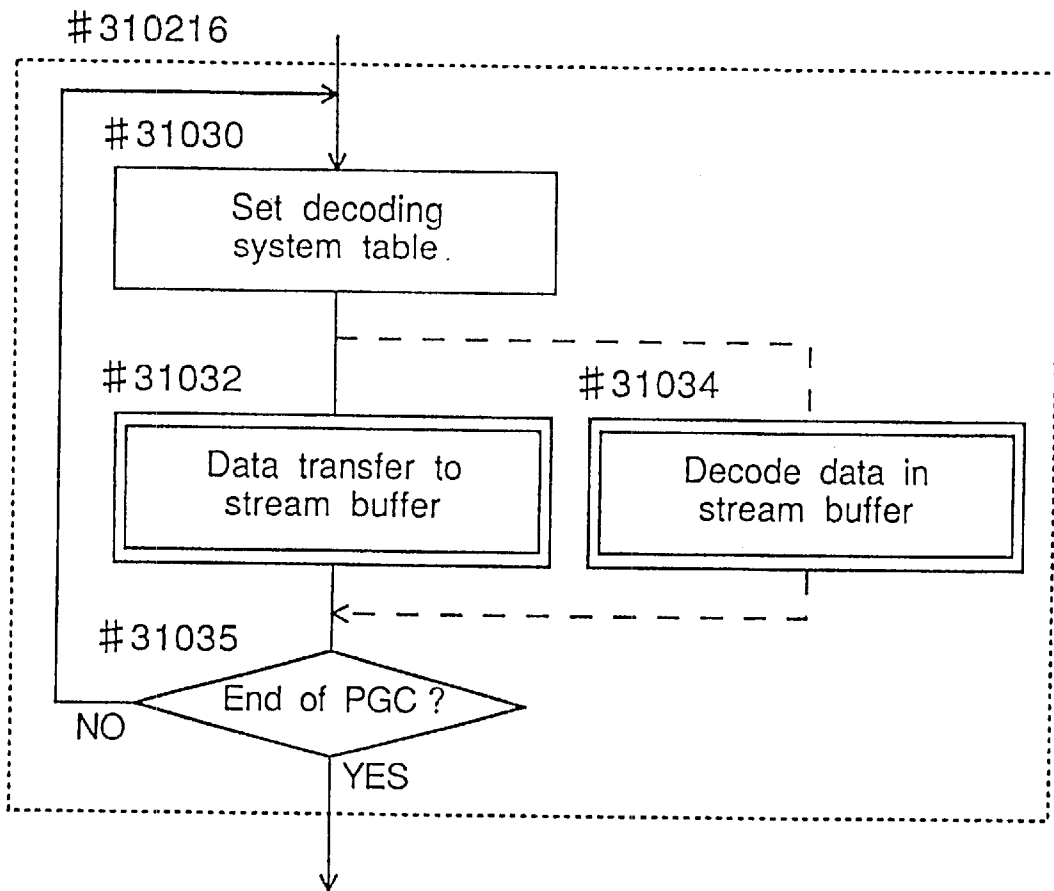 #310216
#31030
Set decoding
system table.
#31032
#31034
Data transfer to
stream buffer
Decode data in
stream buffer
#31035
End of PGC ?
NO
YES